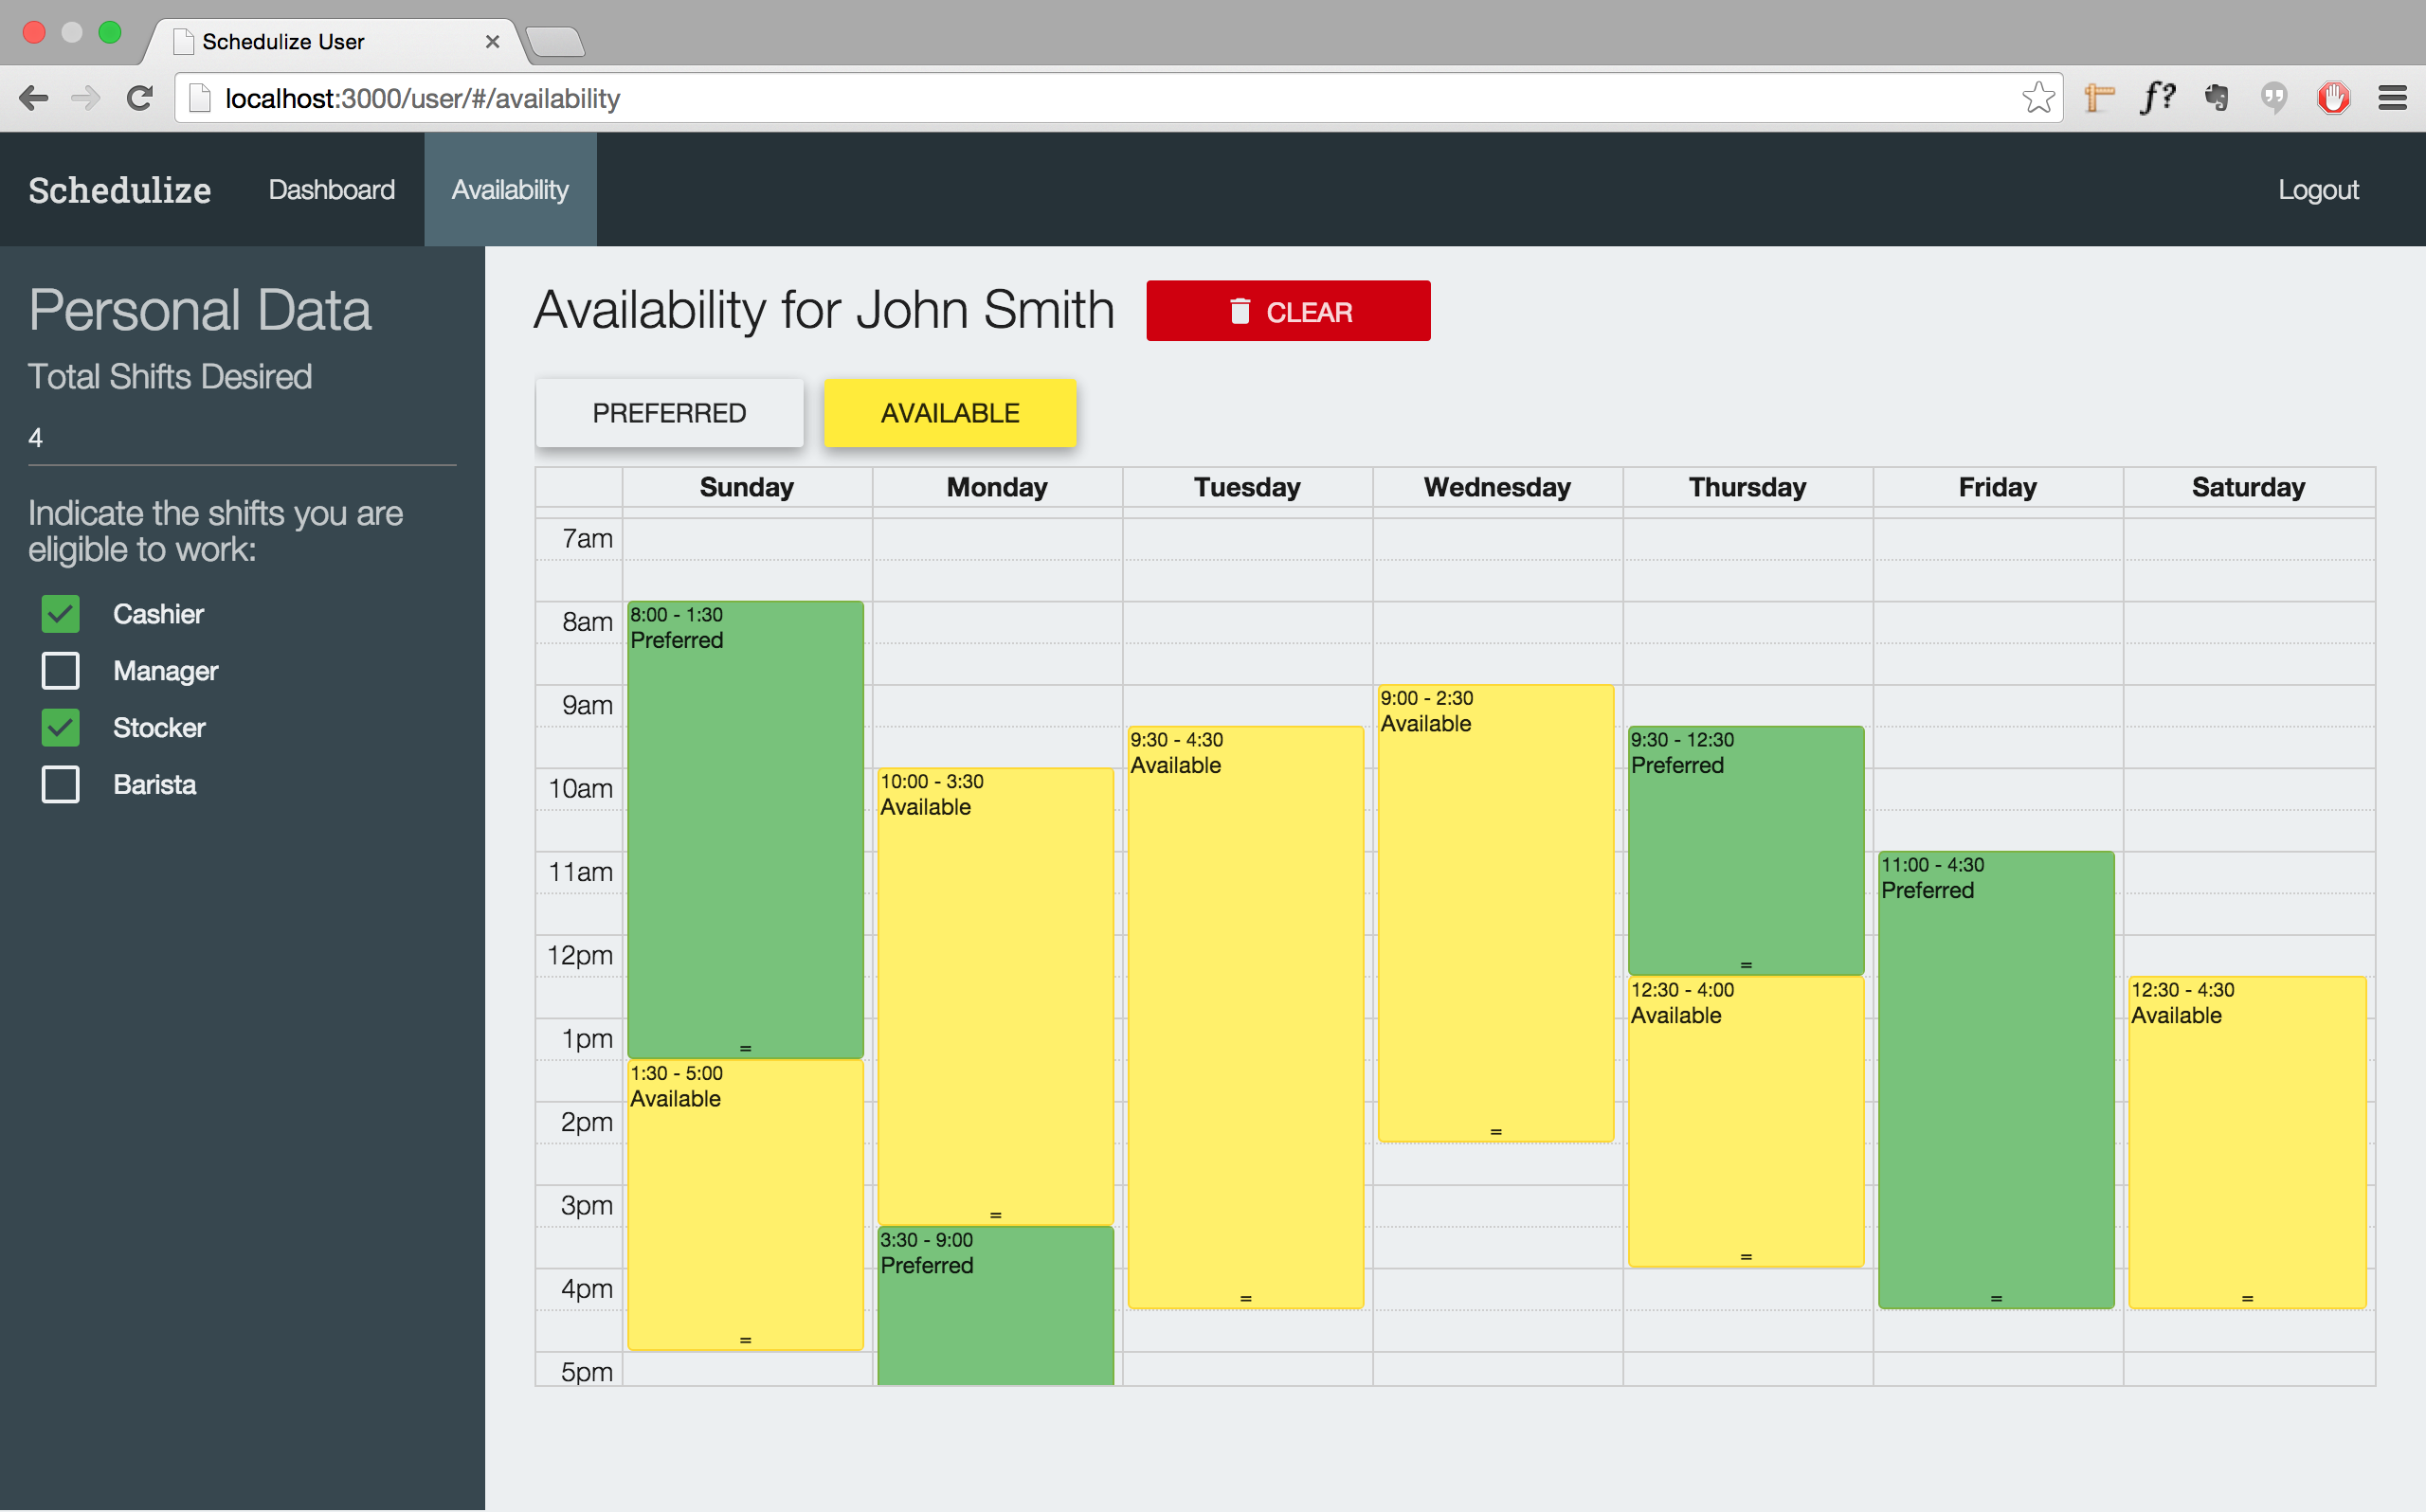 Schedulize User
localhost:3000/user/#/availability
f?
Schedulize
Dashboard
Availability
Logout
Personal Data
Total Shifts Desired
4
Indicate the shifts you are
eligible to work:
Cashier
Manager
Stocker
Barista
Availability for John Smith
CLEAR
PREFERRED
AVAILABLE
Sunday Monday Tuesday Wednesday Thursday Friday Saturday
7am
8am
9am
10am
11am
12pm
1pm
2pm
3pm
4pm
5pm
8:00 - 1:30
Preferred
=
1:30 - 5:00
Available
=
10:00 - 3:30
Available
=
3:30 - 9:00
Preferred
9:30 - 4:30
Available
=
9:00 - 2:30
Available
=
9:30 - 12:30
Preferred
=
12:30 - 4:00
Available
=
11:00 - 4:30
Preferred
=
12:30 - 4:30
Available
=